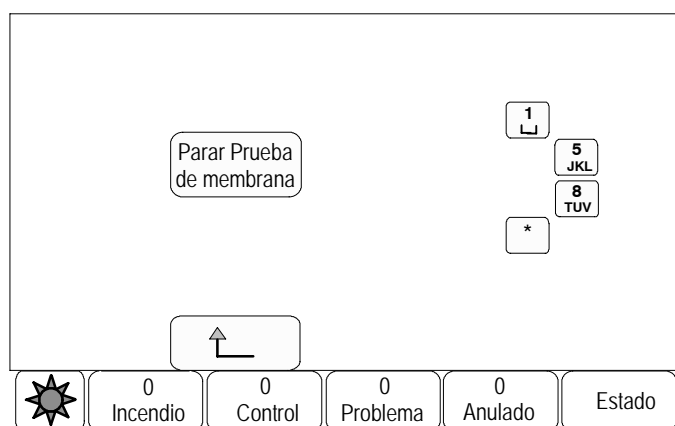 1
Parar Prueba
de membrana
5
JKL
8
TUV
*
0
Incendio
0
Control
0
Problema
0
Anulado
Estado